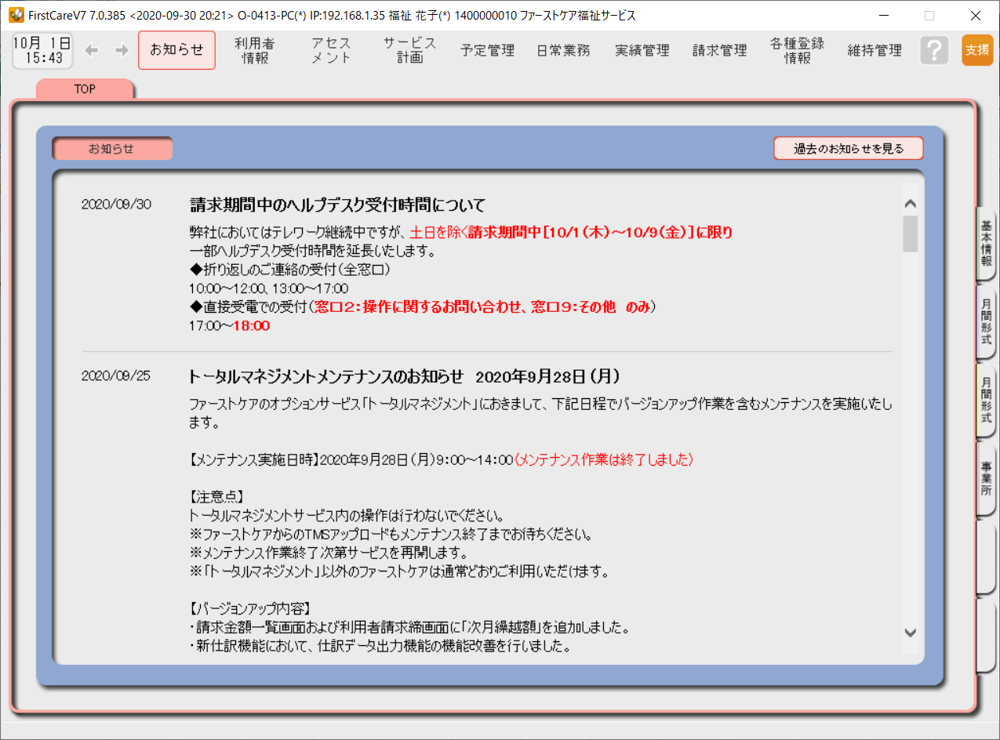 FirstCareV7 7.0.385 <2020-09-30 20:21> O-0413-PC(*) IP:192.168.1.35 福祉 花子(*) 1400000010 ファーストケア福祉サービス
10月 1日
15:43
お知らせ
利用者
情報
アセス
メント
サービス
計画
予定管理
日常業務
実績管理
請求管理
各種登録
情報
維持管理
?
支援
TOP
お知らせ
過去のお知らせを見る
2020/09/30
請求期間中のヘルプデスク受付時間について
弊社においてはテレワーク継続中ですが、土日を除く請求期間中[10/1(木)~10/9(金)]に限り
一部ヘルプデスク受付時間を延長いたします。
◆折り返しのご連絡の受付(全窓口)
10:00~12:00、13:00~17:00
◆直接受電での受付(窓口2:操作に関するお問い合わせ、窓口9:その他 のみ)
17:00~18:00
2020/09/25
トータルマネジメントメンテナンスのお知らせ 2020年9月28日(月)
ファーストケアのオプションサービス「トータルマネジメント」におきまして、下記日程でバージョンアップ作業を含むメンテナンスを実施いたし
ます。
【メンテナンス実施日時】2020年9月28日(月)9:00~14:00〈メンテナンス作業は終了しました〉
【注意点】
トータルマネジメントサービス内の操作は行わないでください。
※ファーストケアからのTMSアップロードもメンテナンス終了までお待ちください。
※メンテナンス作業終了次第サービスを再開します。
※「トータルマネジメント」以外のファーストケアは通常どおりご利用いただけます。
【バージョンアップ内容】
・請求金額一覧画面および利用者請求締画面に「次月繰越額」を追加しました。
・新仕訳機能において、仕訳データ出力機能の機能改善を行いました。
基本情報
月間形式
月間形式
事業所